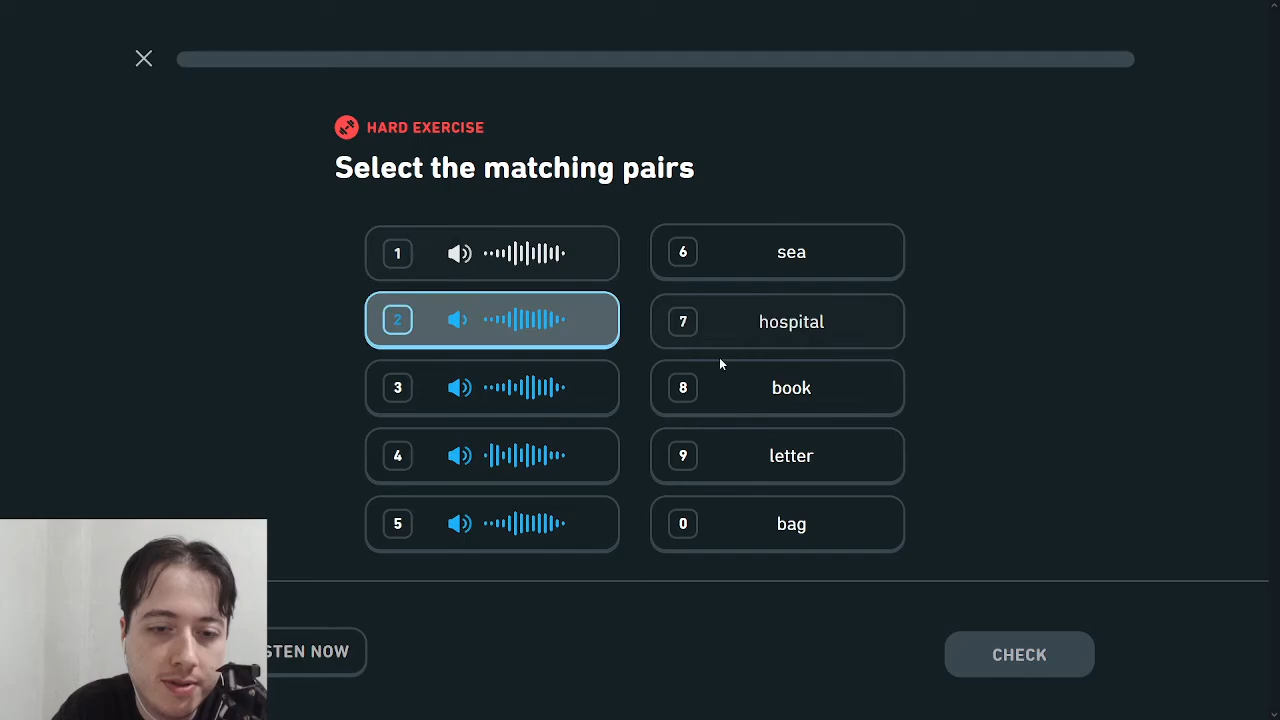 HARD EXERCISE
Select the matching pairs
1
6 sea
2
7 hospital
3
8 book
4
9 letter
5
0 bag
STEN NOW
CHECK